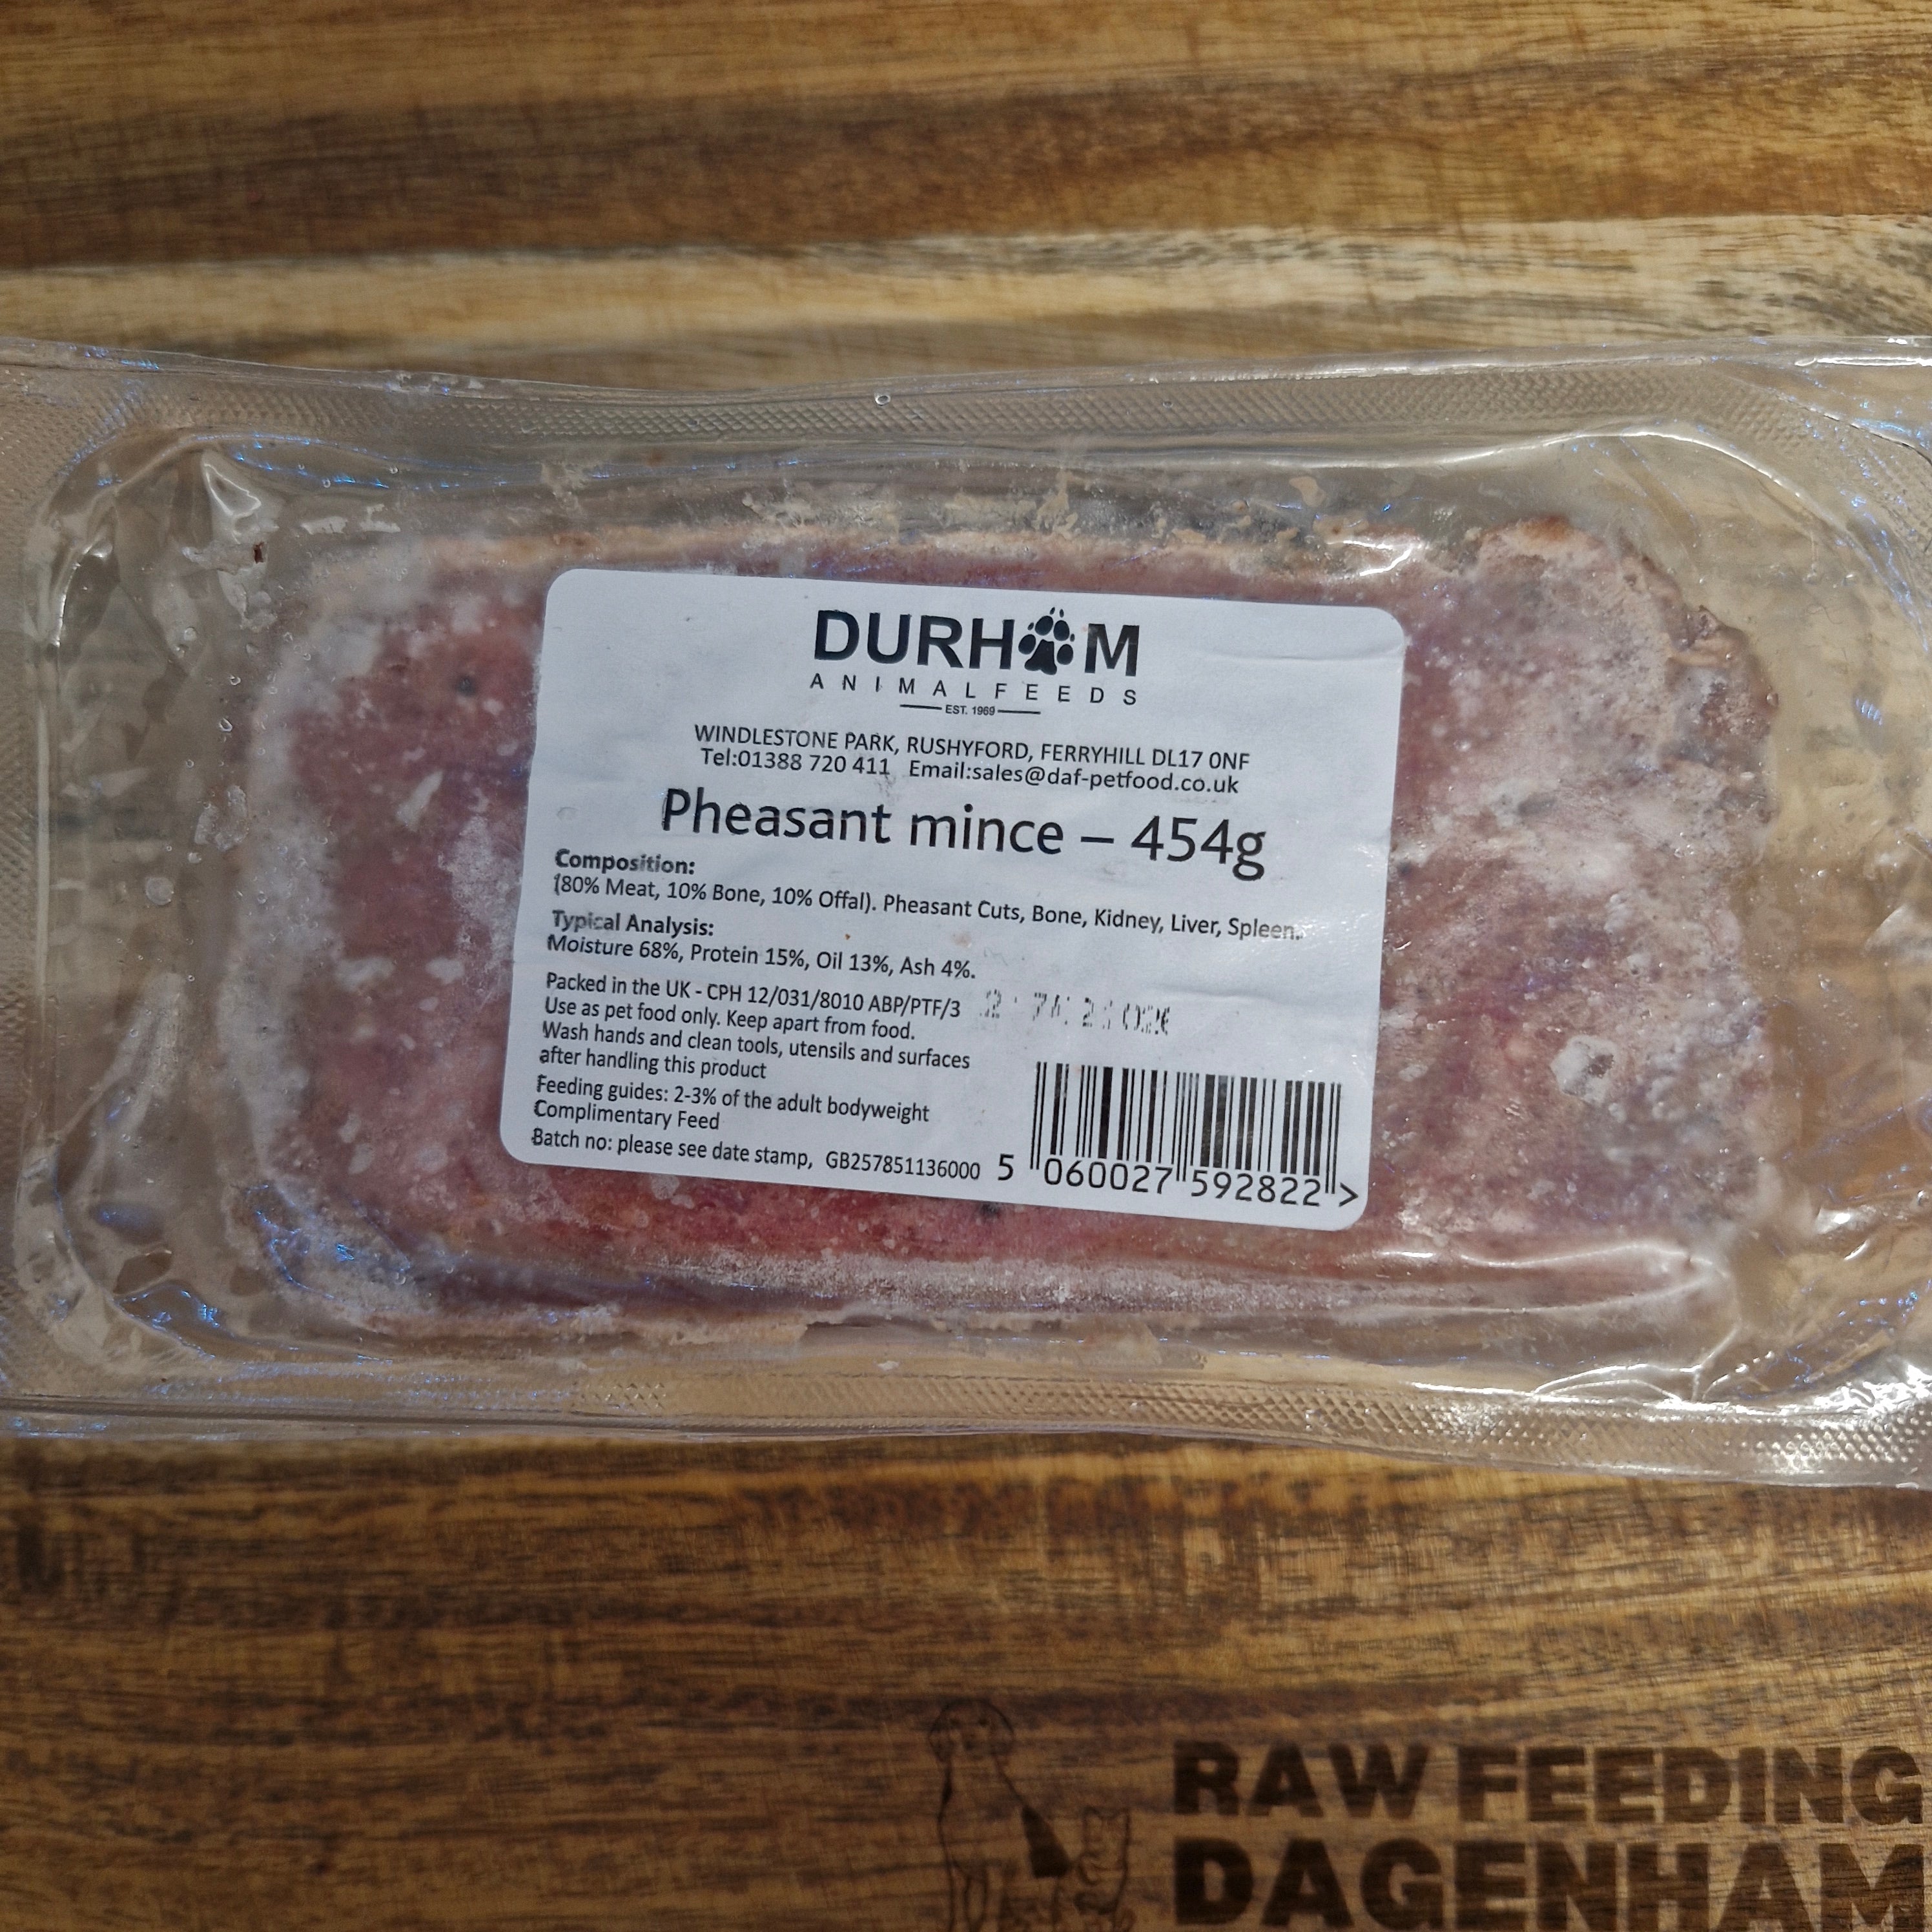 DURHAM
ANIMALFEEDS
EST. 1969
WINDLESTONE PARK, RUSHYFORD, FERRYHILL DL17 0NF
Tel:01388 720 411 Email:sales@daf-petfood.co.uk
Pheasant mince – 454g
Composition:
(80% Meat, 10% Bone, 10% Offal). Pheasant Cuts, Bone, Kidney, Liver, Spleen.
Typical Analysis:
Moisture 68%, Protein 15%, Oil 13%, Ash 4%.
Packed in the UK - CPH 12/031/8010 ABP/PTF/3
Use as pet food only. Keep apart from food.
Wash hands and clean tools, utensils and surfaces
after handling this product
Feeding guides: 2-3% of the adult bodyweight
Complimentary Feed
Batch no: please see date stamp, GB257851136000
5 060027 592822 >
RAW FEEDING
DAGENHAM